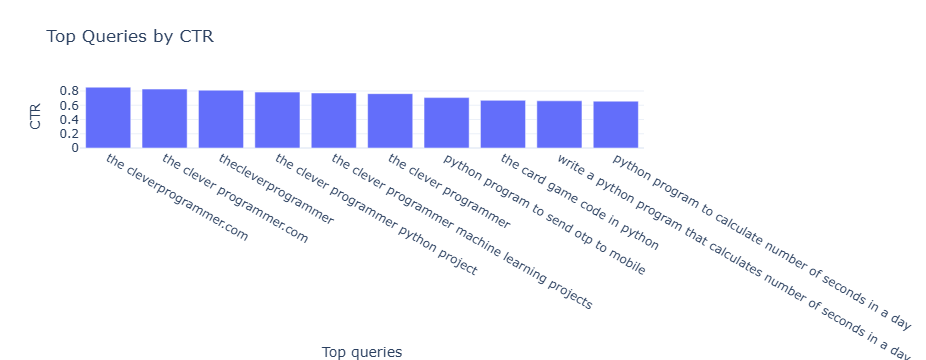 Top Queries by CTR
CTR
0.8
0.6
0.4
0.2
0
the cleverprogrammer.com
the clever programmer.com
thecleverprogrammer
the clever programmer python project
the clever programmer machine learning projects
the clever programmer
python program to send otp to mobile
the card game code in python
write a python program that calculates number of seconds in a day
python program to calculate number of seconds in a day
Top queries